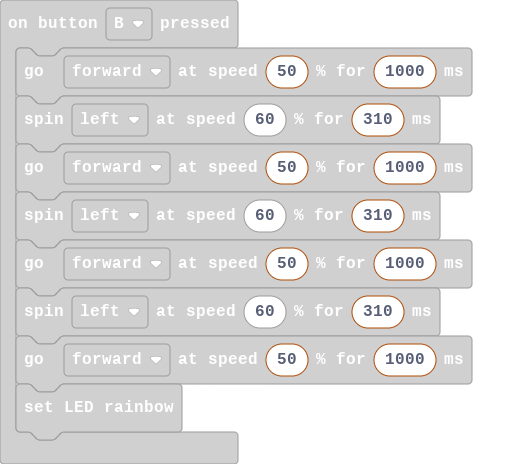 on button B pressed
go forward at speed 50 % for 1000 ms
spin left at speed 60 % for 310 ms
go forward at speed 50 % for 1000 ms
spin left at speed 60 % for 310 ms
go forward at speed 50 % for 1000 ms
spin left at speed 60 % for 310 ms
go forward at speed 50 % for 1000 ms
set LED rainbow